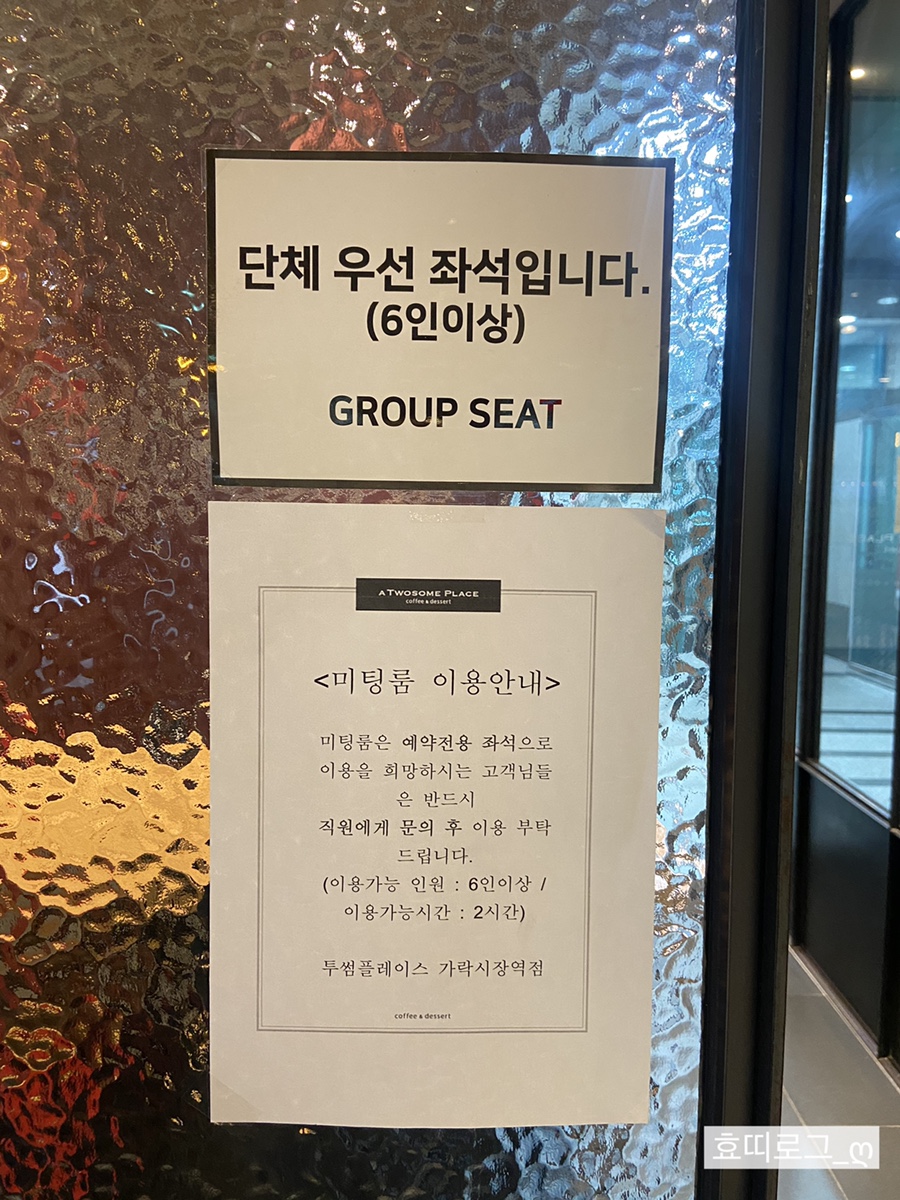 단체 우선 좌석입니다.
(6인이상)
GROUP SEAT
A TWOSOME PLACE
coffee & dessert
<미팅룸 이용안내>
미팅룸은 예약전용 좌석으로
이용을 희망하시는 고객님들
은 반드시
직원에게 문의 후 이용 부탁
드립니다.
(이용가능 인원 : 6인이상 /
이용가능시간 : 2시간)
투썸플레이스 가락시장역점
coffee & dessert
효띠로그_ღ